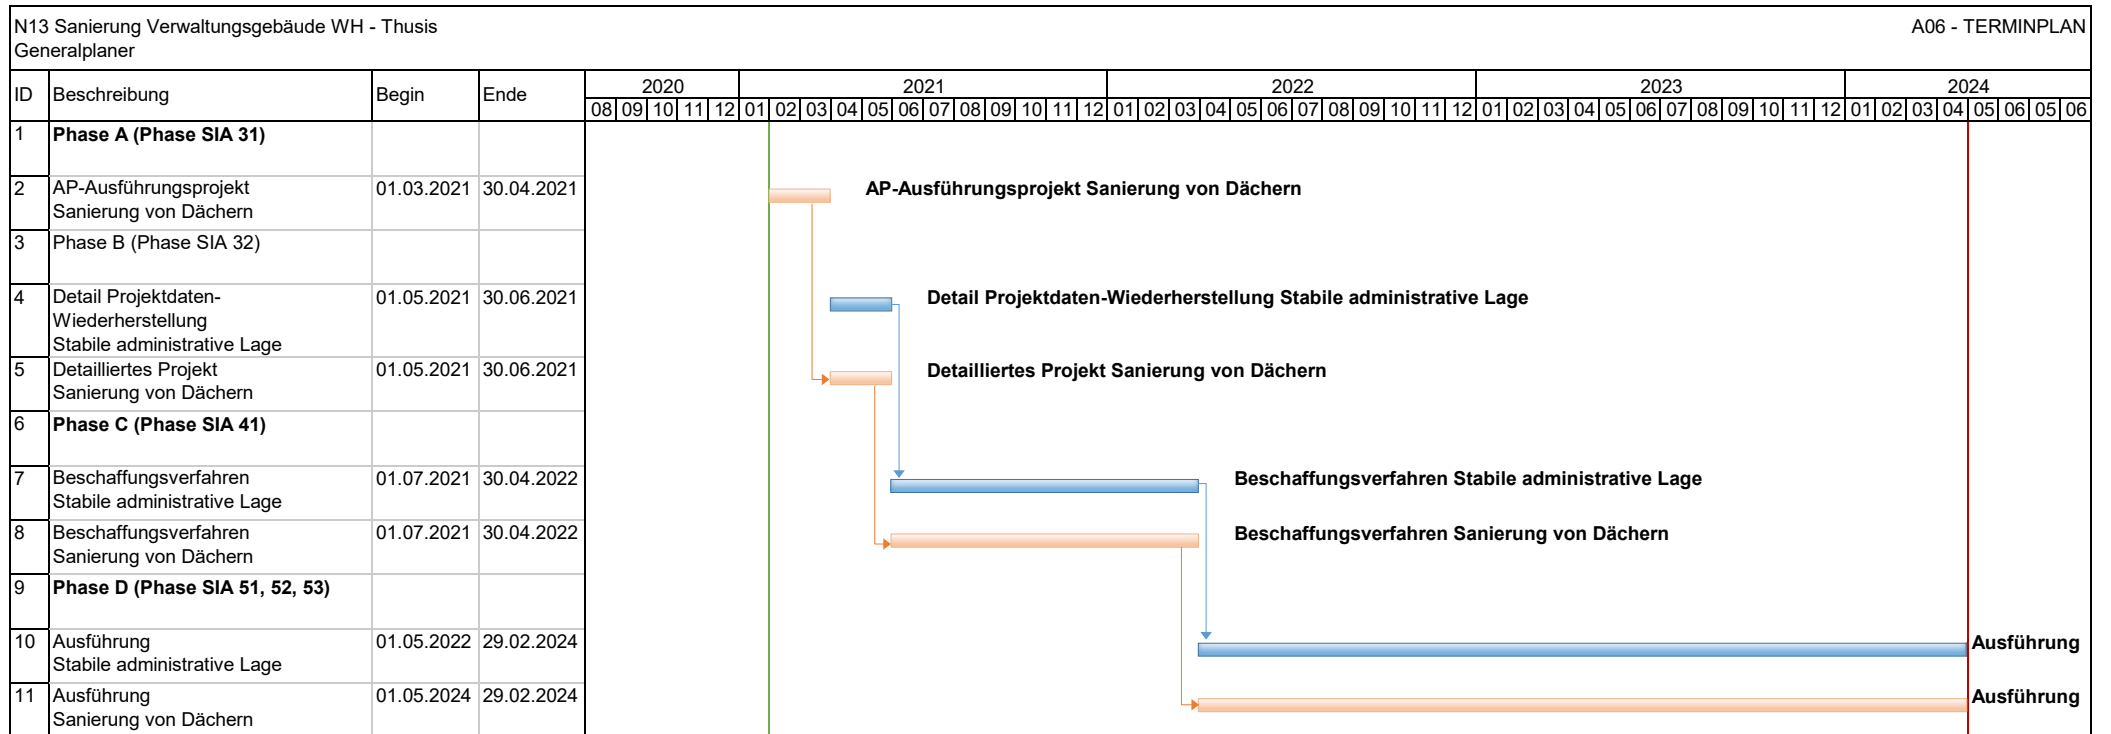 N13 Sanierung Verwaltungsgebäude WH - Thusis
A06 - TERMINPLAN
Generalplaner
ID Beschreibung Begin Ende
2020 2021 2022 2023 2024
08 09 10 11 12 01 02 03 04 05 06 07 08 09 10 11 12 01 02 03 04 05 06 07 08 09 10 11 12 01 02 03 04 05 06 07 08 09 10 11 12 01 02 03 04 05 06 05 06
1 Phase A (Phase SIA 31)
2 AP-Ausführungsprojekt 01.03.2021 30.04.2021 AP-Ausführungsprojekt Sanierung von Dächern
Sanierung von Dächern
3 Phase B (Phase SIA 32)
4 Detail Projektdaten- 01.05.2021 30.06.2021 Detail Projektdaten-Wiederherstellung Stabile administrative Lage
Wiederherstellung
Stabile administrative Lage
5 Detailliertes Projekt 01.05.2021 30.06.2021 Detailliertes Projekt Sanierung von Dächern
Sanierung von Dächern
6 Phase C (Phase SIA 41)
7 Beschaffungsverfahren 01.07.2021 30.04.2022 Beschaffungsverfahren Stabile administrative Lage
Stabile administrative Lage
8 Beschaffungsverfahren 01.07.2021 30.04.2022 Beschaffungsverfahren Sanierung von Dächern
Sanierung von Dächern
9 Phase D (Phase SIA 51, 52, 53)
10 Ausführung 01.05.2022 29.02.2024 Ausführung
Stabile administrative Lage
11 Ausführung 01.05.2024 29.02.2024 Ausführung
Sanierung von Dächern